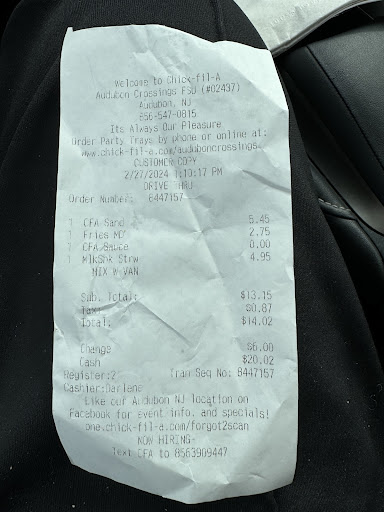 Welcome to Chick-fil-A
Audubon Crossings FSU (#02437)
Audubon, NJ
856-547-0815
Its Always Our Pleasure
Order Party Trays by phone or online at:
www.chick-fil-a.com/auduboncrossings
CUSTOMER COPY
2/27/2024 1:10:17 PM
DRIVE THRU
Order Number: 8447157
1 CFA Sand 5.45
1 Fries MD 2.75
1 CFA Sauce 0.00
1 MlkShk Strw 4.95
MIX W VAN
Sub. Total: $13.15
Tax: $0.87
Total: $14.02
Change $6.00
Cash $20.02
Register:2 Tran Seq No: 8447157
Cashier:Darlene
Like our Audubon NJ location on
Facebook for event info. and specials!
one.chick-fil-a.com/forgot2scan
NOW HIRING-
Text CFA to 8563909447